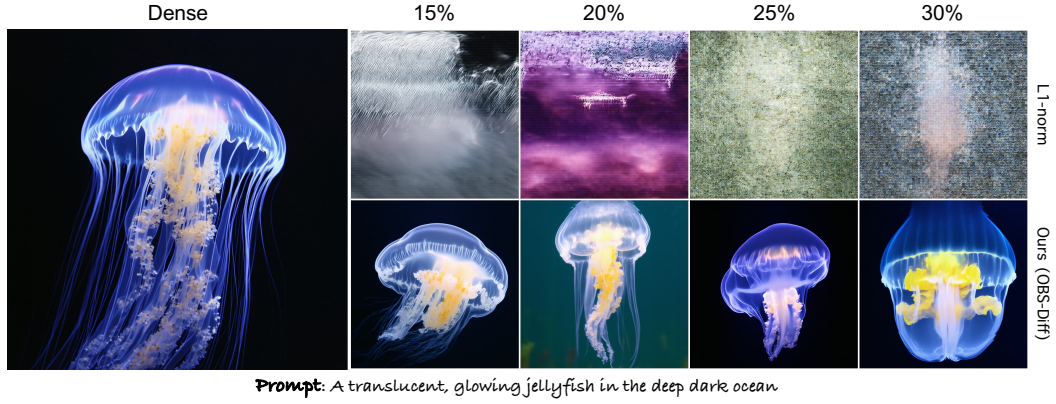 Dense 15% 20% 25% 30%
L1-norm
Ours (OBS-Diff)
Prompt: A translucent, glowing jellyfish in the deep dark ocean